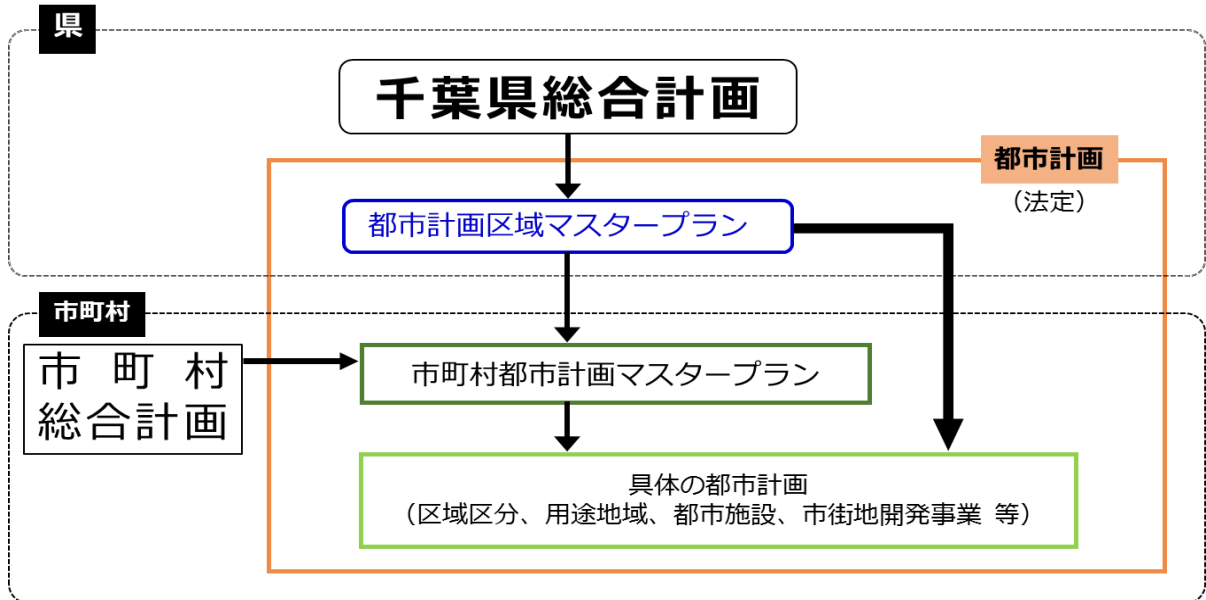 県
千葉県総合計画
都市計画
（法定）
都市計画区域マスタープラン
市町村
市町村
総合計画
市町村都市計画マスタープラン
具体の都市計画
（区域区分、用途地域、都市施設、市街地開発事業 等）